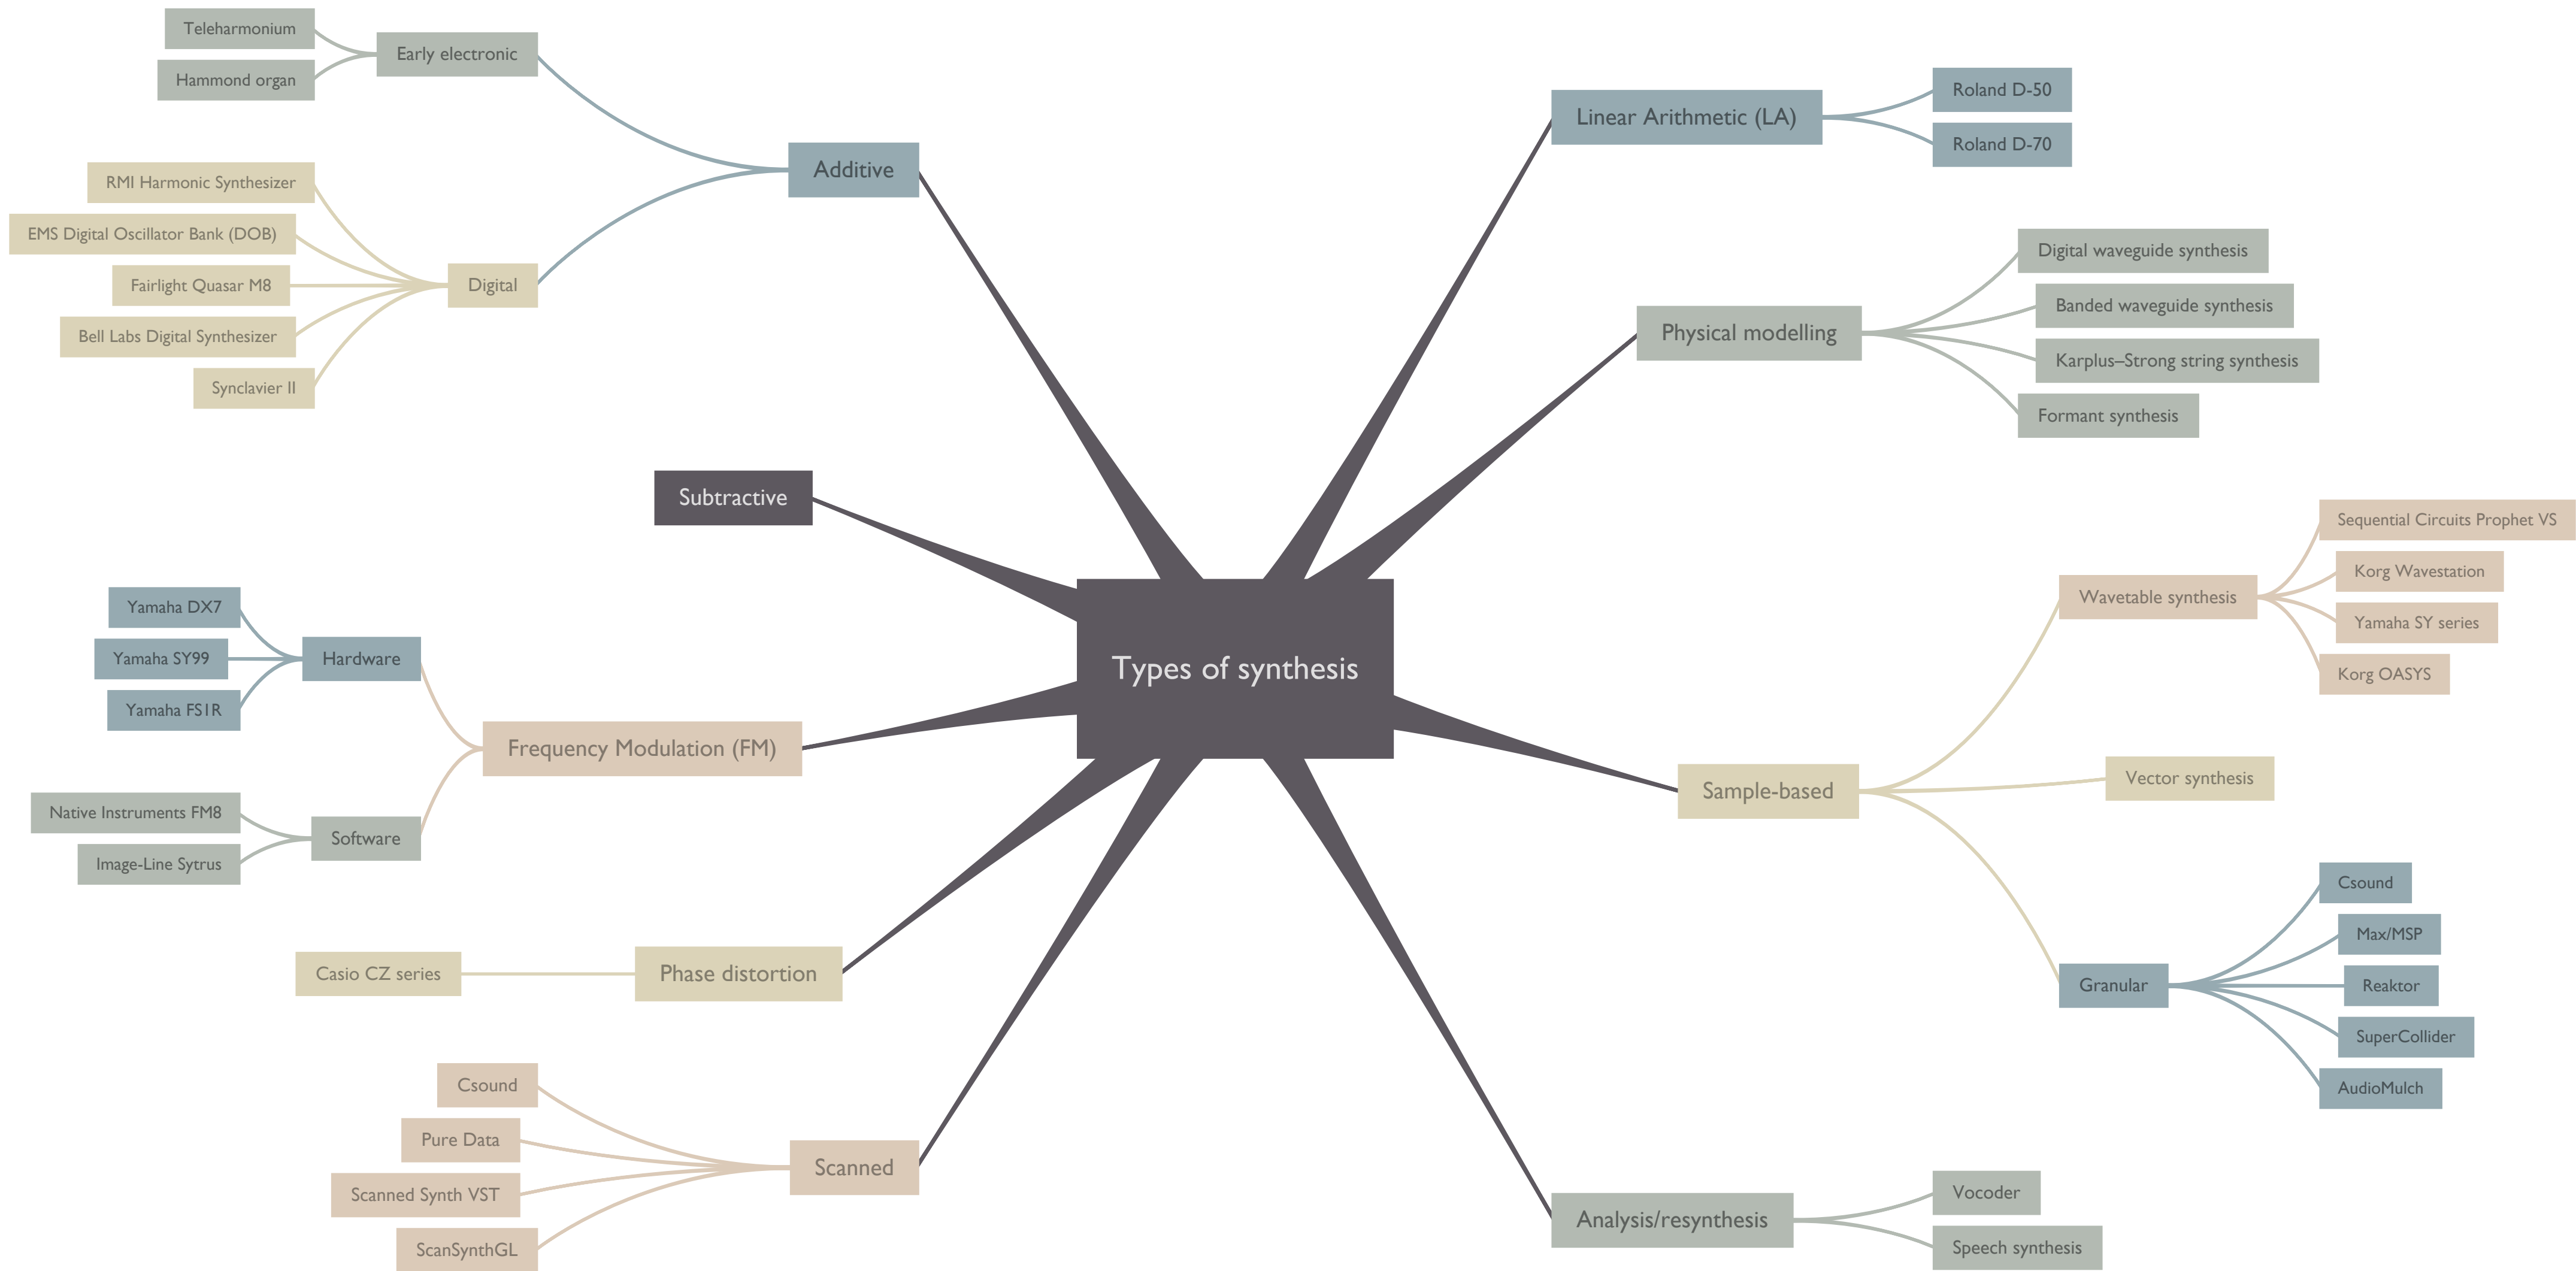 Types of synthesis
Additive
Early electronic
Teleharmonium
Hammond organ
Digital
RMI Harmonic Synthesizer
EMS Digital Oscillator Bank (DOB)
Fairlight Quasar M8
Bell Labs Digital Synthesizer
Synclavier II
Subtractive
Frequency Modulation (FM)
Hardware
Yamaha DX7
Yamaha SY99
Yamaha FS1R
Software
Native Instruments FM8
Image-Line Sytrus
Phase distortion
Casio CZ series
Scanned
Csound
Pure Data
Scanned Synth VST
ScanSynthGL
Linear Arithmetic (LA)
Roland D-50
Roland D-70
Physical modelling
Digital waveguide synthesis
Banded waveguide synthesis
Karplus–Strong string synthesis
Formant synthesis
Sample-based
Wavetable synthesis
Sequential Circuits Prophet VS
Korg Wavestation
Yamaha SY series
Korg OASYS
Vector synthesis
Granular
Csound
Max/MSP
Reaktor
SuperCollider
AudioMulch
Analysis/resynthesis
Vocoder
Speech synthesis